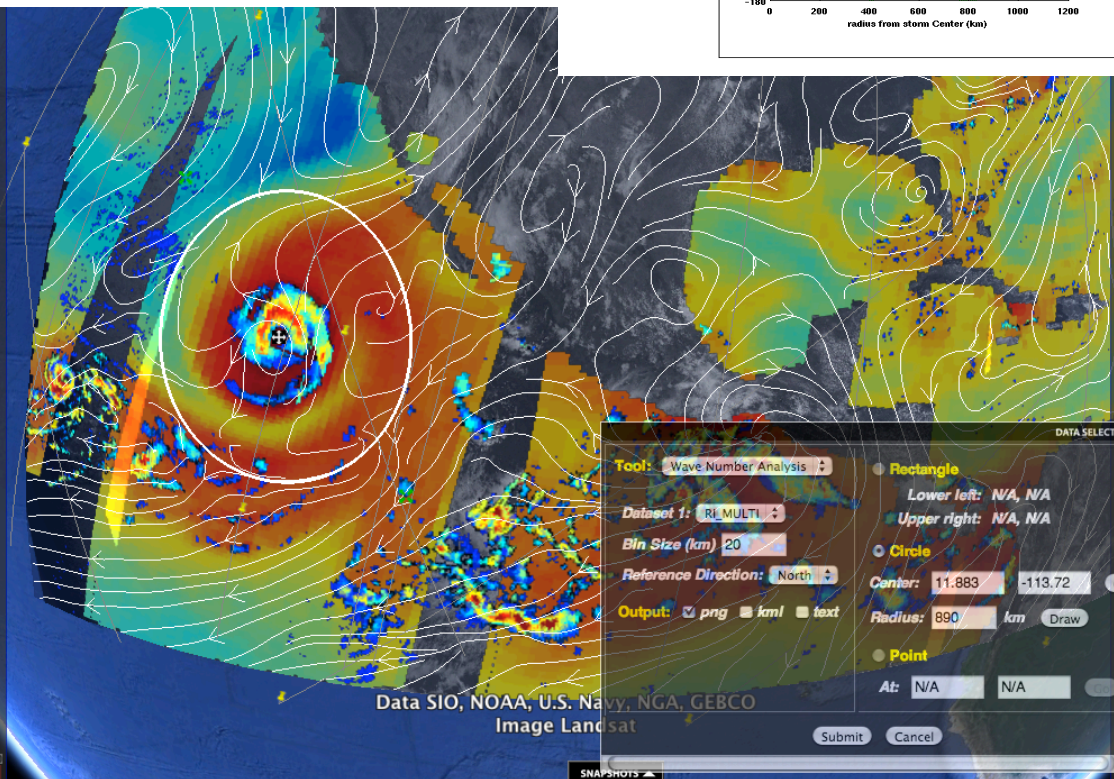 -180
0 200 400 600 800 1000 1200
radius from storm Center (km)
DATA SELECT
Tool: Wave Number Analysis
Dataset 1: RI_MULTI
Bin Size (km) 20
Reference Direction: North
Output: png kml text
Rectangle
Lower left: N/A, N/A
Upper right: N/A, N/A
Circle
Center: 11.883 -113.72
Radius: 890 km Draw
Point
At: N/A N/A
Submit Cancel
Data SIO, NOAA, U.S. Navy, NGA, GEBCO
Image Landsat
SNAPSHOTS